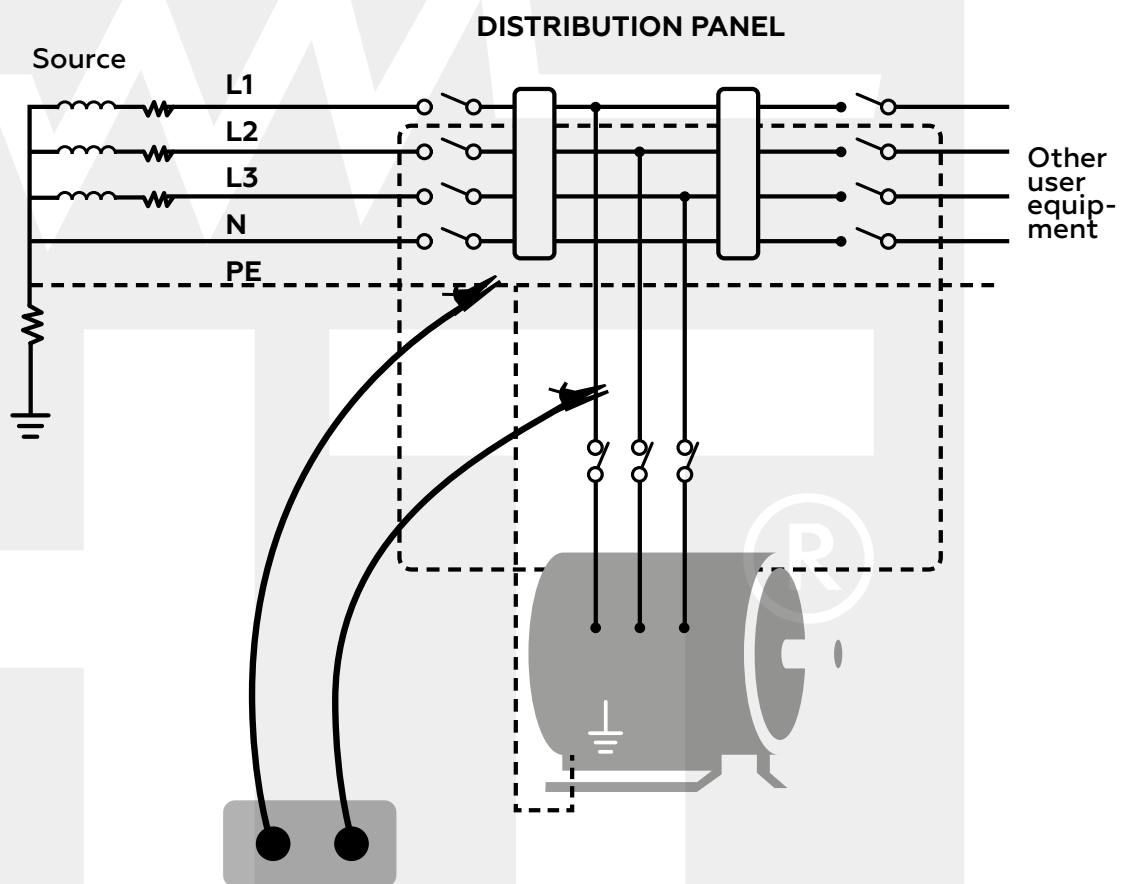 DISTRIBUTION PANEL
Source
L1
L2
L3
N
PE
Other
user
equip-
ment
®